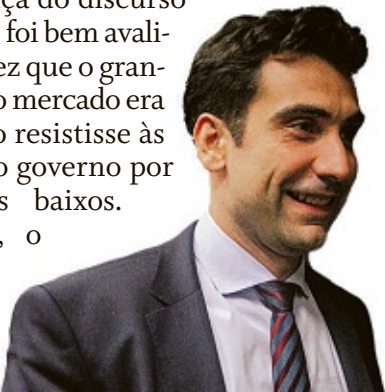 ça do discurso
foi bem avali-
ez que o gran-
o mercado era
o resistisse às
o governo por
s baixos.
, o